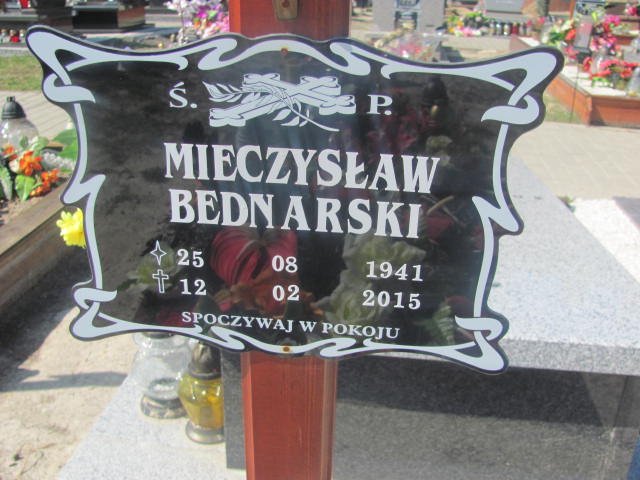 Ś. P.
MIECZYSŁAW
BEDNARSKI
25 08 1941
12 02 2015
SPOCZYWAJ W POKOJU